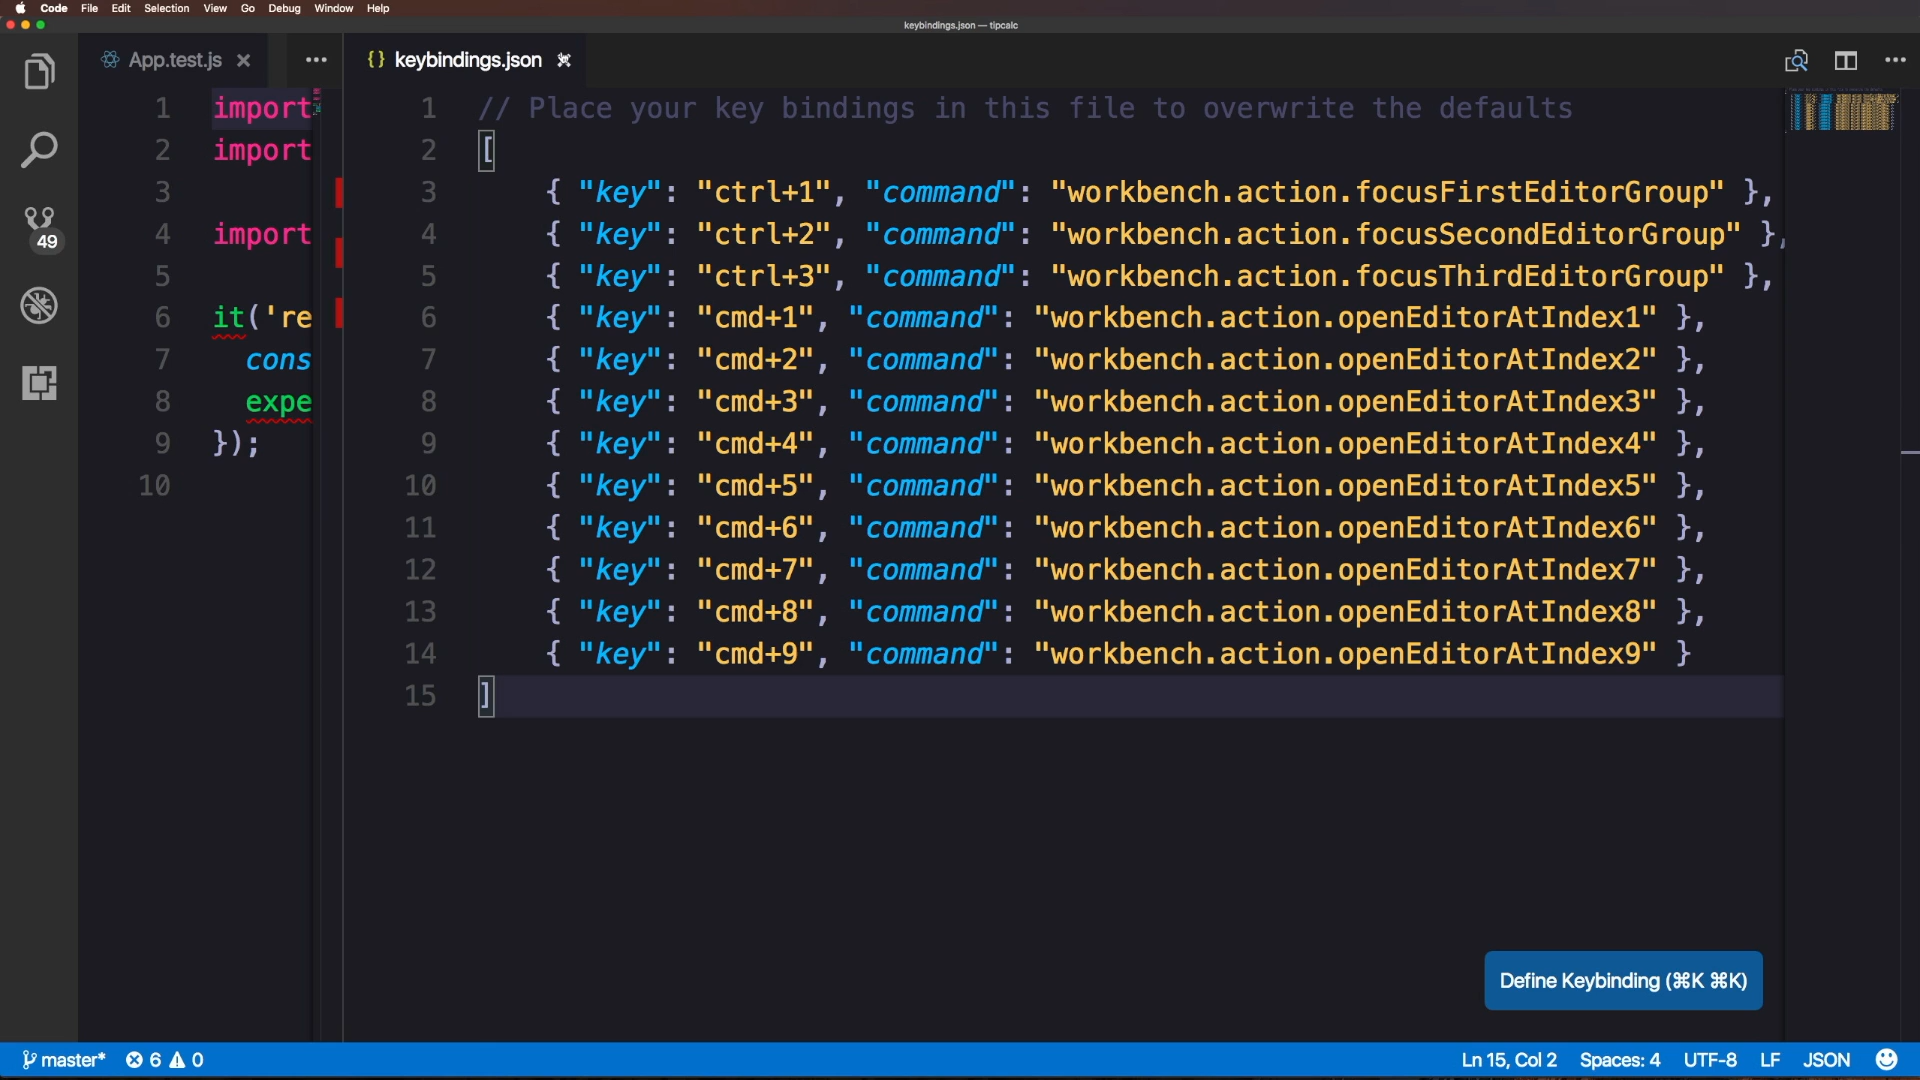 Code File Edit Selection View Go Debug Window Help
keybindings.json — tipcalc
App.test.js
keybindings.json
49
1 import
2 import
3
4 import
5
6 it('re
7 cons
8 expe
9 });
10
1 // Place your key bindings in this file to overwrite the defaults
2 [
3 { "key": "ctrl+1", "command": "workbench.action.focusFirstEditorGroup" },
4 { "key": "ctrl+2", "command": "workbench.action.focusSecondEditorGroup" },
5 { "key": "ctrl+3", "command": "workbench.action.focusThirdEditorGroup" },
6 { "key": "cmd+1", "command": "workbench.action.openEditorAtIndex1" },
7 { "key": "cmd+2", "command": "workbench.action.openEditorAtIndex2" },
8 { "key": "cmd+3", "command": "workbench.action.openEditorAtIndex3" },
9 { "key": "cmd+4", "command": "workbench.action.openEditorAtIndex4" },
10 { "key": "cmd+5", "command": "workbench.action.openEditorAtIndex5" },
11 { "key": "cmd+6", "command": "workbench.action.openEditorAtIndex6" },
12 { "key": "cmd+7", "command": "workbench.action.openEditorAtIndex7" },
13 { "key": "cmd+8", "command": "workbench.action.openEditorAtIndex8" },
14 { "key": "cmd+9", "command": "workbench.action.openEditorAtIndex9" }
15 ]
Define Keybinding (⌘K ⌘K)
master* 6 0 Ln 15, Col 2 Spaces: 4 UTF-8 LF JSON